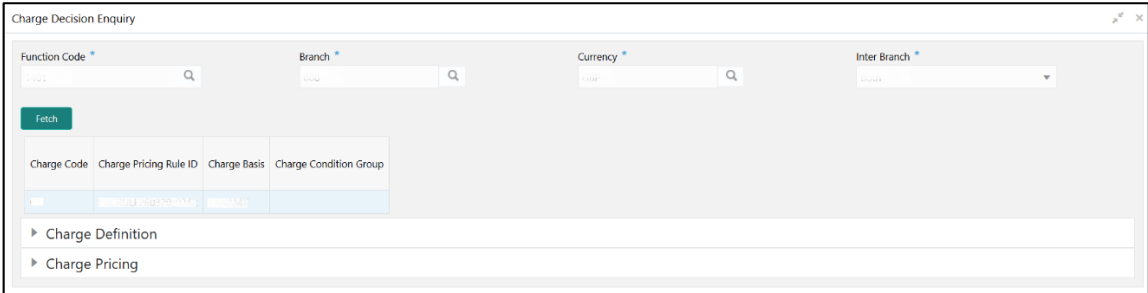 Charge Decision Enquiry
Function Code * Branch * Currency * Inter Branch *
Fetch
Charge Code Charge Pricing Rule ID Charge Basis Charge Condition Group
Charge Definition
Charge Pricing